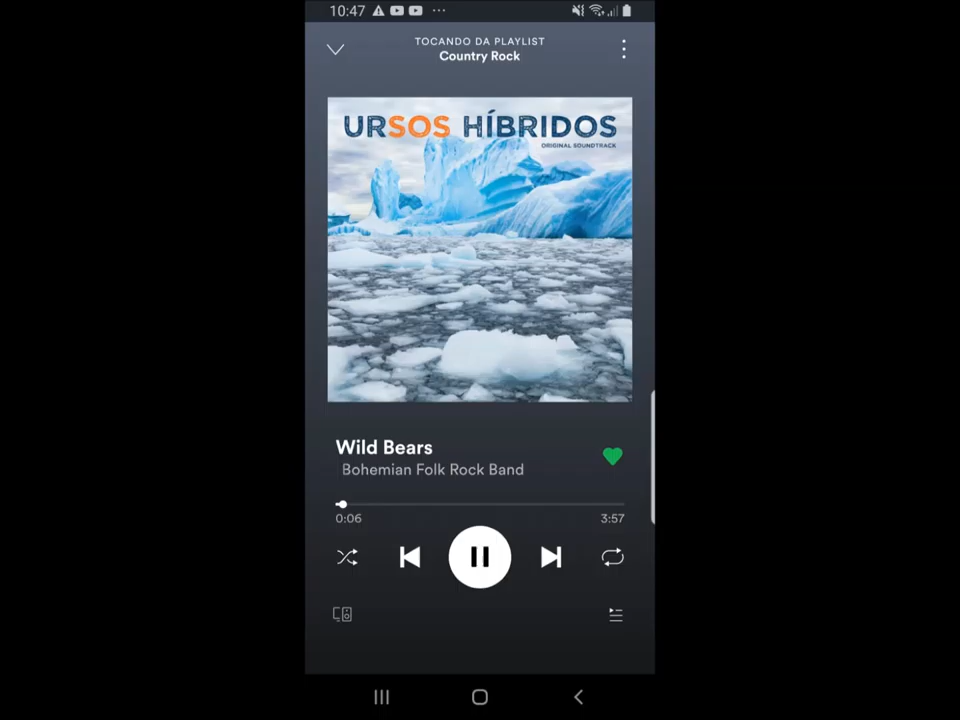 10:47
TOCANDO DA PLAYLIST
Country Rock
URSOS HÍBRIDOS
ORIGINAL SOUNDTRACK
Wild Bears
Bohemian Folk Rock Band
0:06
3:57